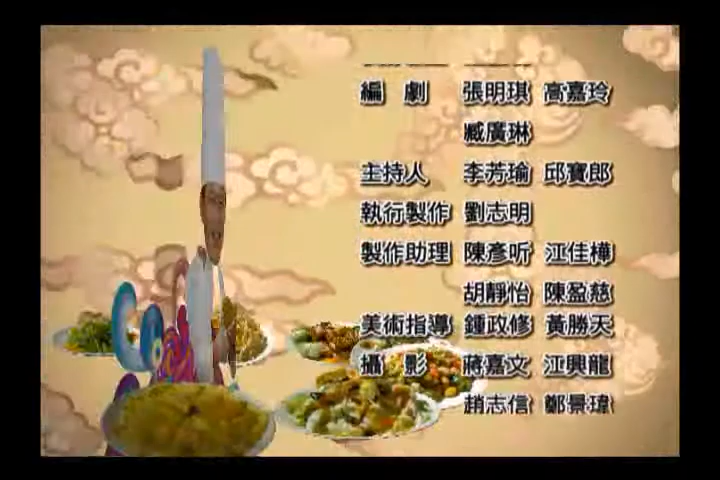 編 劇 張明琪 高嘉玲
臧廣琳
主持人 李芳瑜 邱寶郎
執行製作 劉志明
製作助理 陳彥昕 江佳樺
胡靜怡 陳盈慈
美術指導 鍾政修 黃勝天
攝 影 蔣嘉文 江興龍
趙志信 鄭景瑋
Co